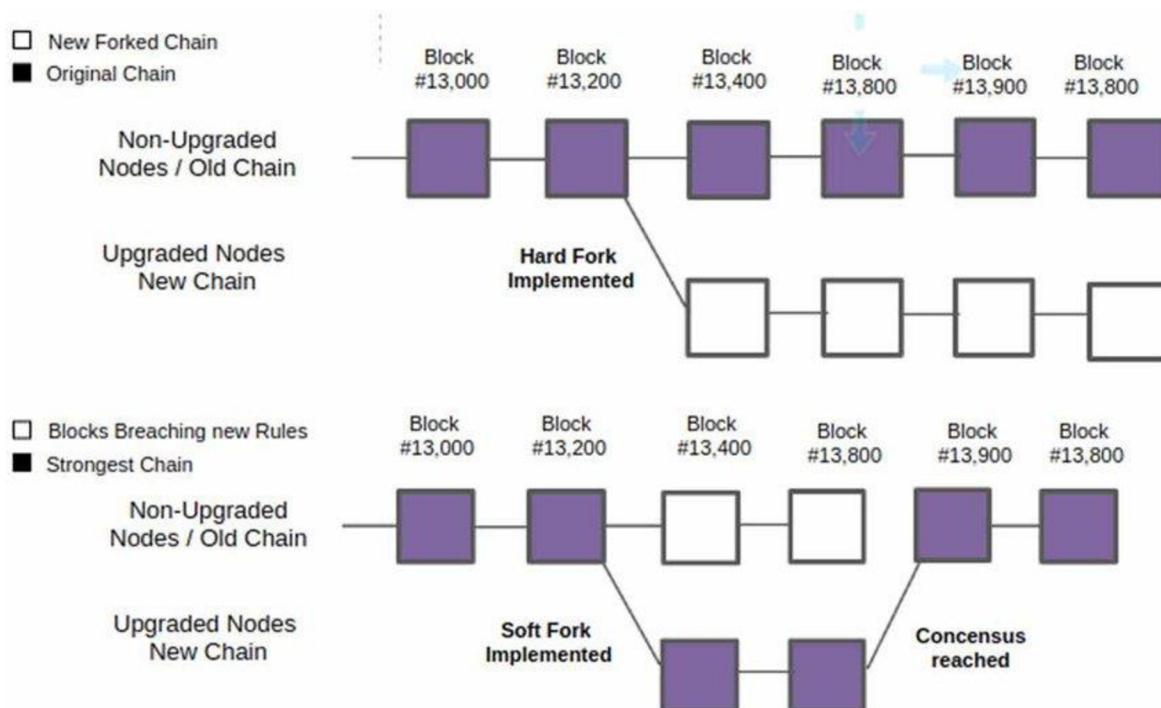 New Forked Chain
Original Chain
Block
#13,000
Block
#13,200
Block
#13,400
Block
#13,800
Block
#13,900
Block
#13,800
Non-Upgraded
Nodes / Old Chain
Upgraded Nodes
New Chain
Hard Fork
Implemented
Blocks Breaching new Rules
Strongest Chain
Block
#13,000
Block
#13,200
Block
#13,400
Block
#13,800
Block
#13,900
Block
#13,800
Non-Upgraded
Nodes / Old Chain
Upgraded Nodes
New Chain
Soft Fork
Implemented
Concensus
reached